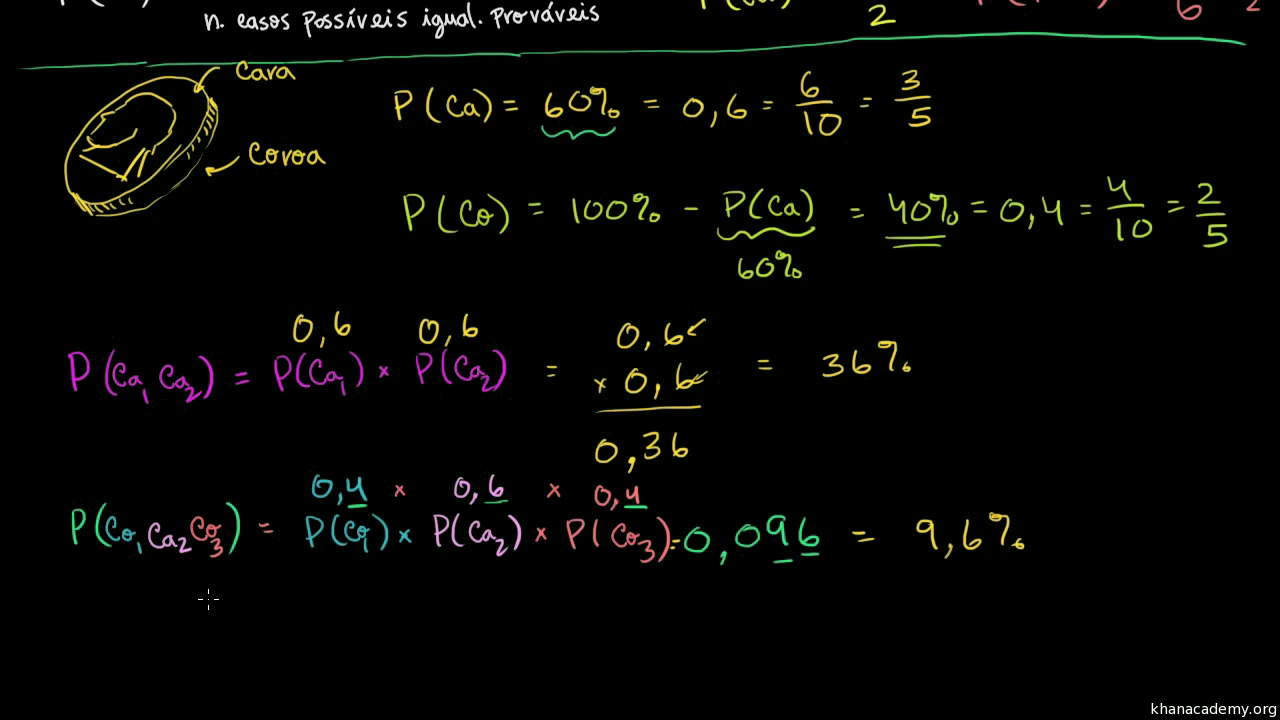 n. casos possíveis igual. prováveis
2
6
2
Cara
P(Ca) = 60% = 0,6 = 6/10 = 3/5
Coroa
P(Co) = 100% - P(Ca) = 40% = 0,4 = 4/10 = 2/5
60%
0,6 0,6 0,6
P(Ca₁ Ca₂) = P(Ca₁) × P(Ca₂) = × 0,6 = 36%
0,36
0,4 × 0,6 × 0,4
P(Co₁ Ca₂ Co₃) = P(Co₁) × P(Ca₂) × P(Co₃) = 0,096 = 9,6%
khanacademy.org